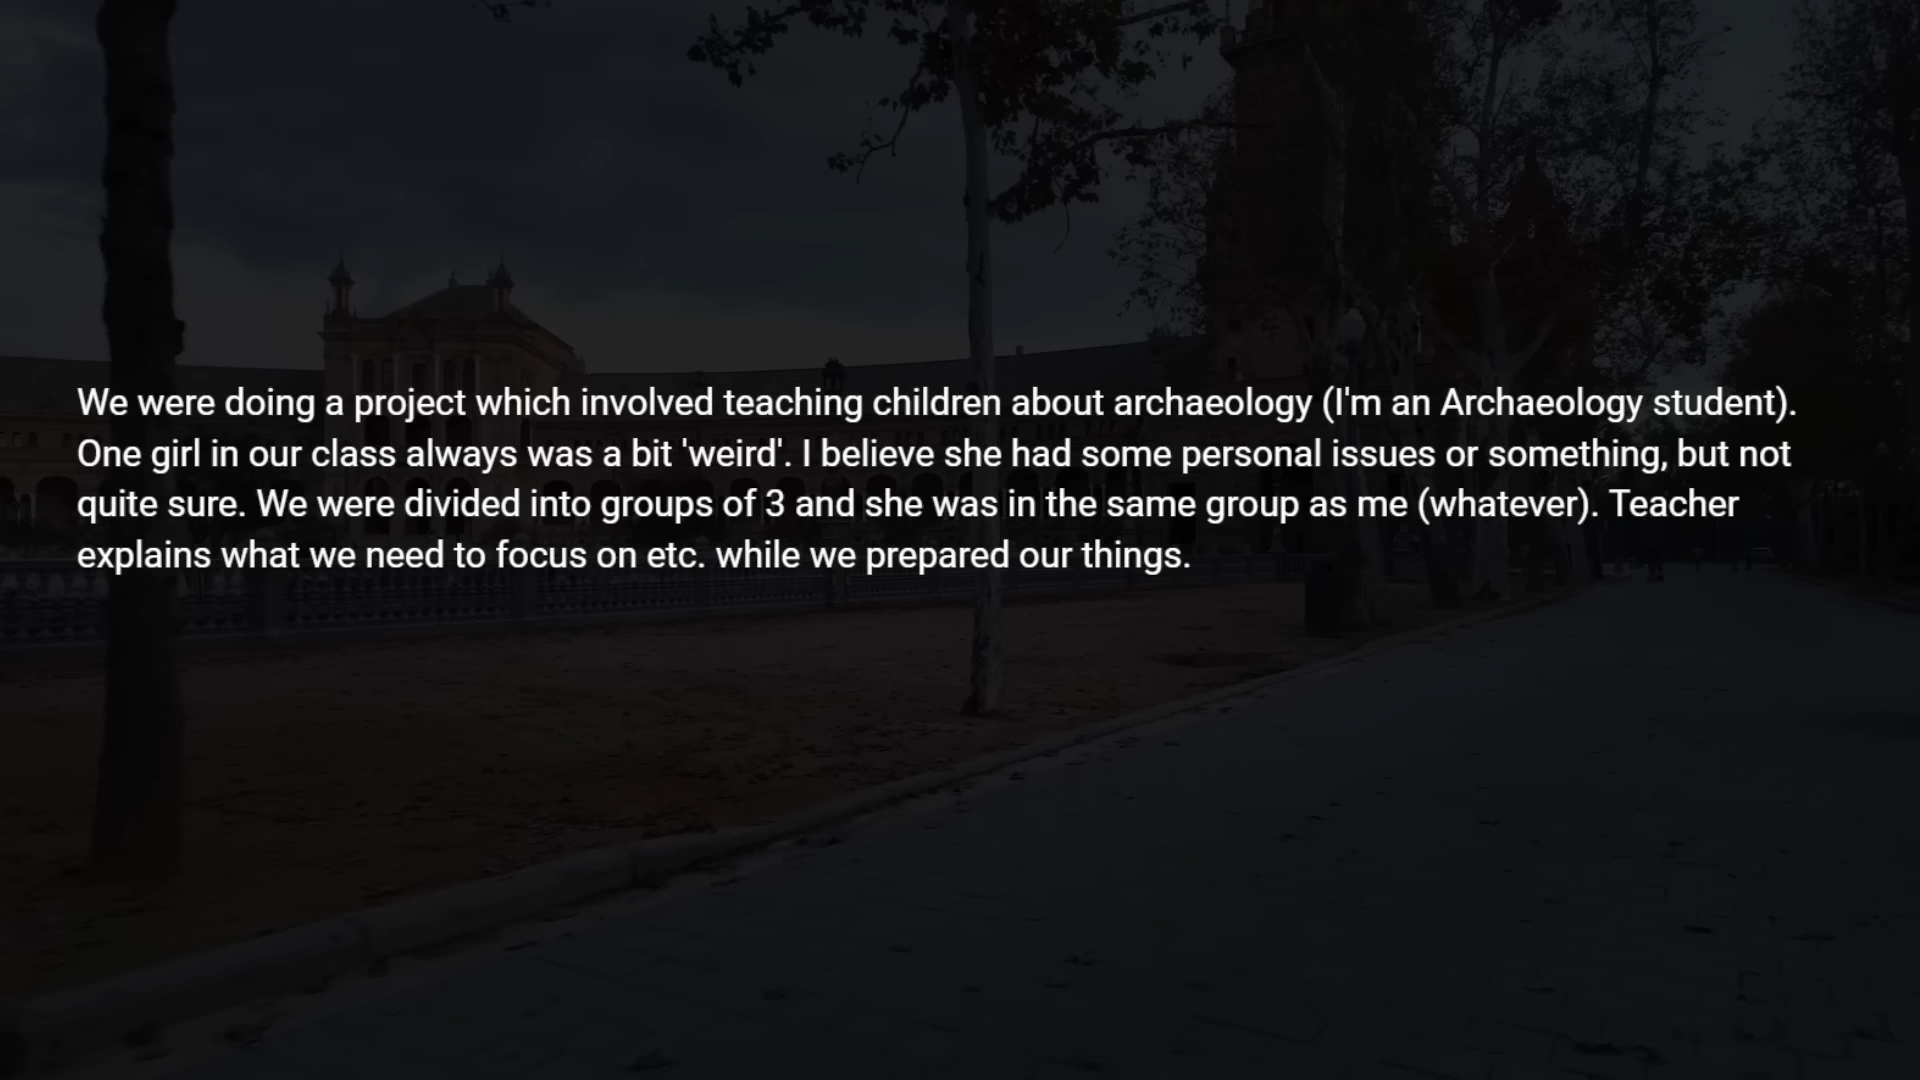 We were doing a project which involved teaching children about archaeology (I'm an Archaeology student).
One girl in our class always was a bit 'weird'. I believe she had some personal issues or something, but not
quite sure. We were divided into groups of 3 and she was in the same group as me (whatever). Teacher
explains what we need to focus on etc. while we prepared our things.